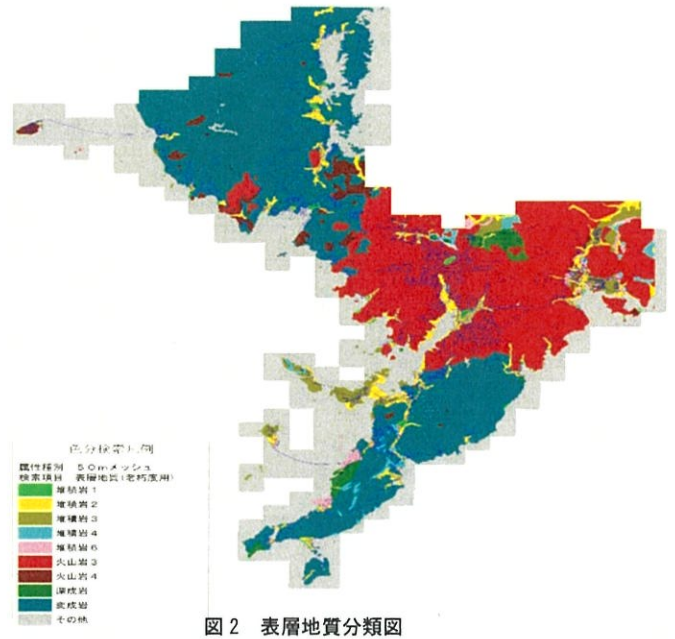 色分検索凡例
属性種別 50mメッシュ
検索項目 表層地質(老朽度用)
堆積岩1
堆積岩2
堆積岩3
堆積岩4
堆積岩6
火山岩3
火山岩4
深成岩
変成岩
その他
図2 表層地質分類図